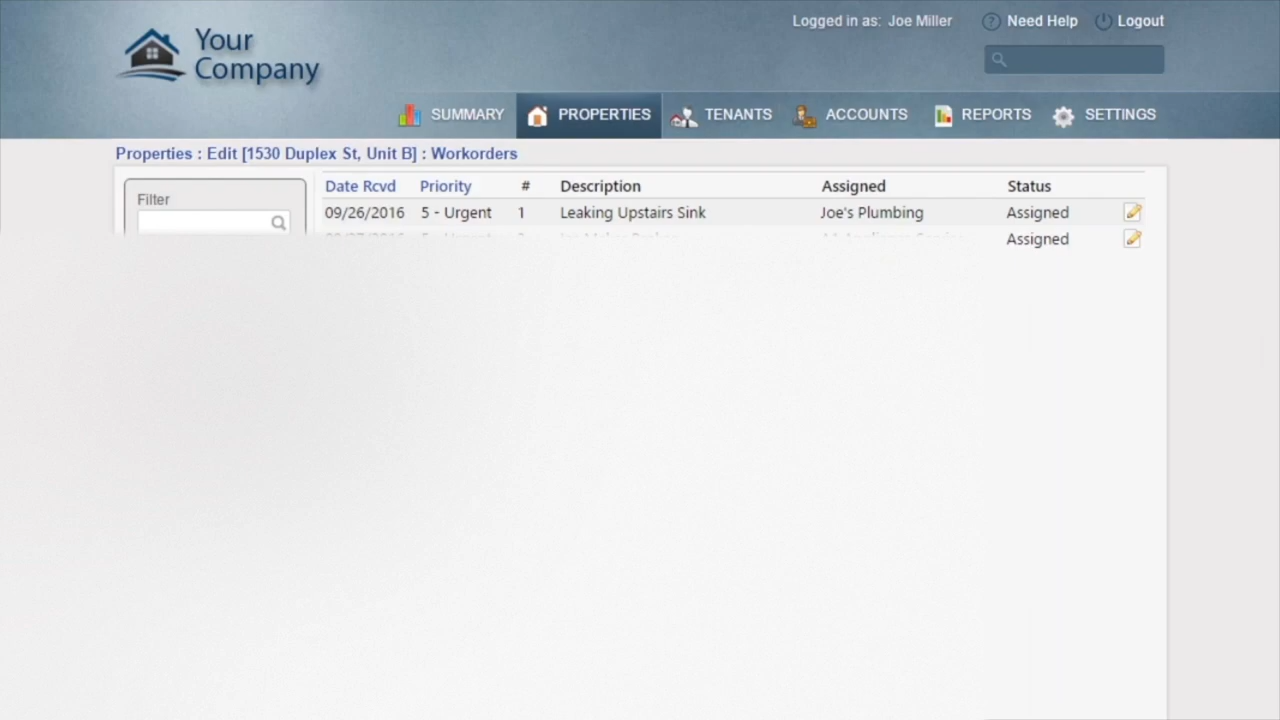 Your
Company
Logged in as: Joe Miller
Need Help
Logout
SUMMARY
PROPERTIES
TENANTS
ACCOUNTS
REPORTS
SETTINGS
Properties : Edit [1530 Duplex St, Unit B] : Workorders
Filter
Date Rcvd Priority # Description Assigned Status
09/26/2016 5 - Urgent 1 Leaking Upstairs Sink Joe's Plumbing Assigned
Assigned